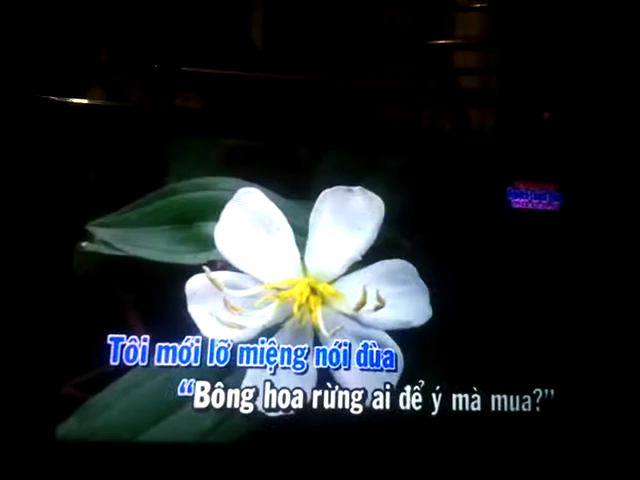 Tôi mới lỡ miệng nói đùa
“Bông hoa rừng ai để ý mà mua?”